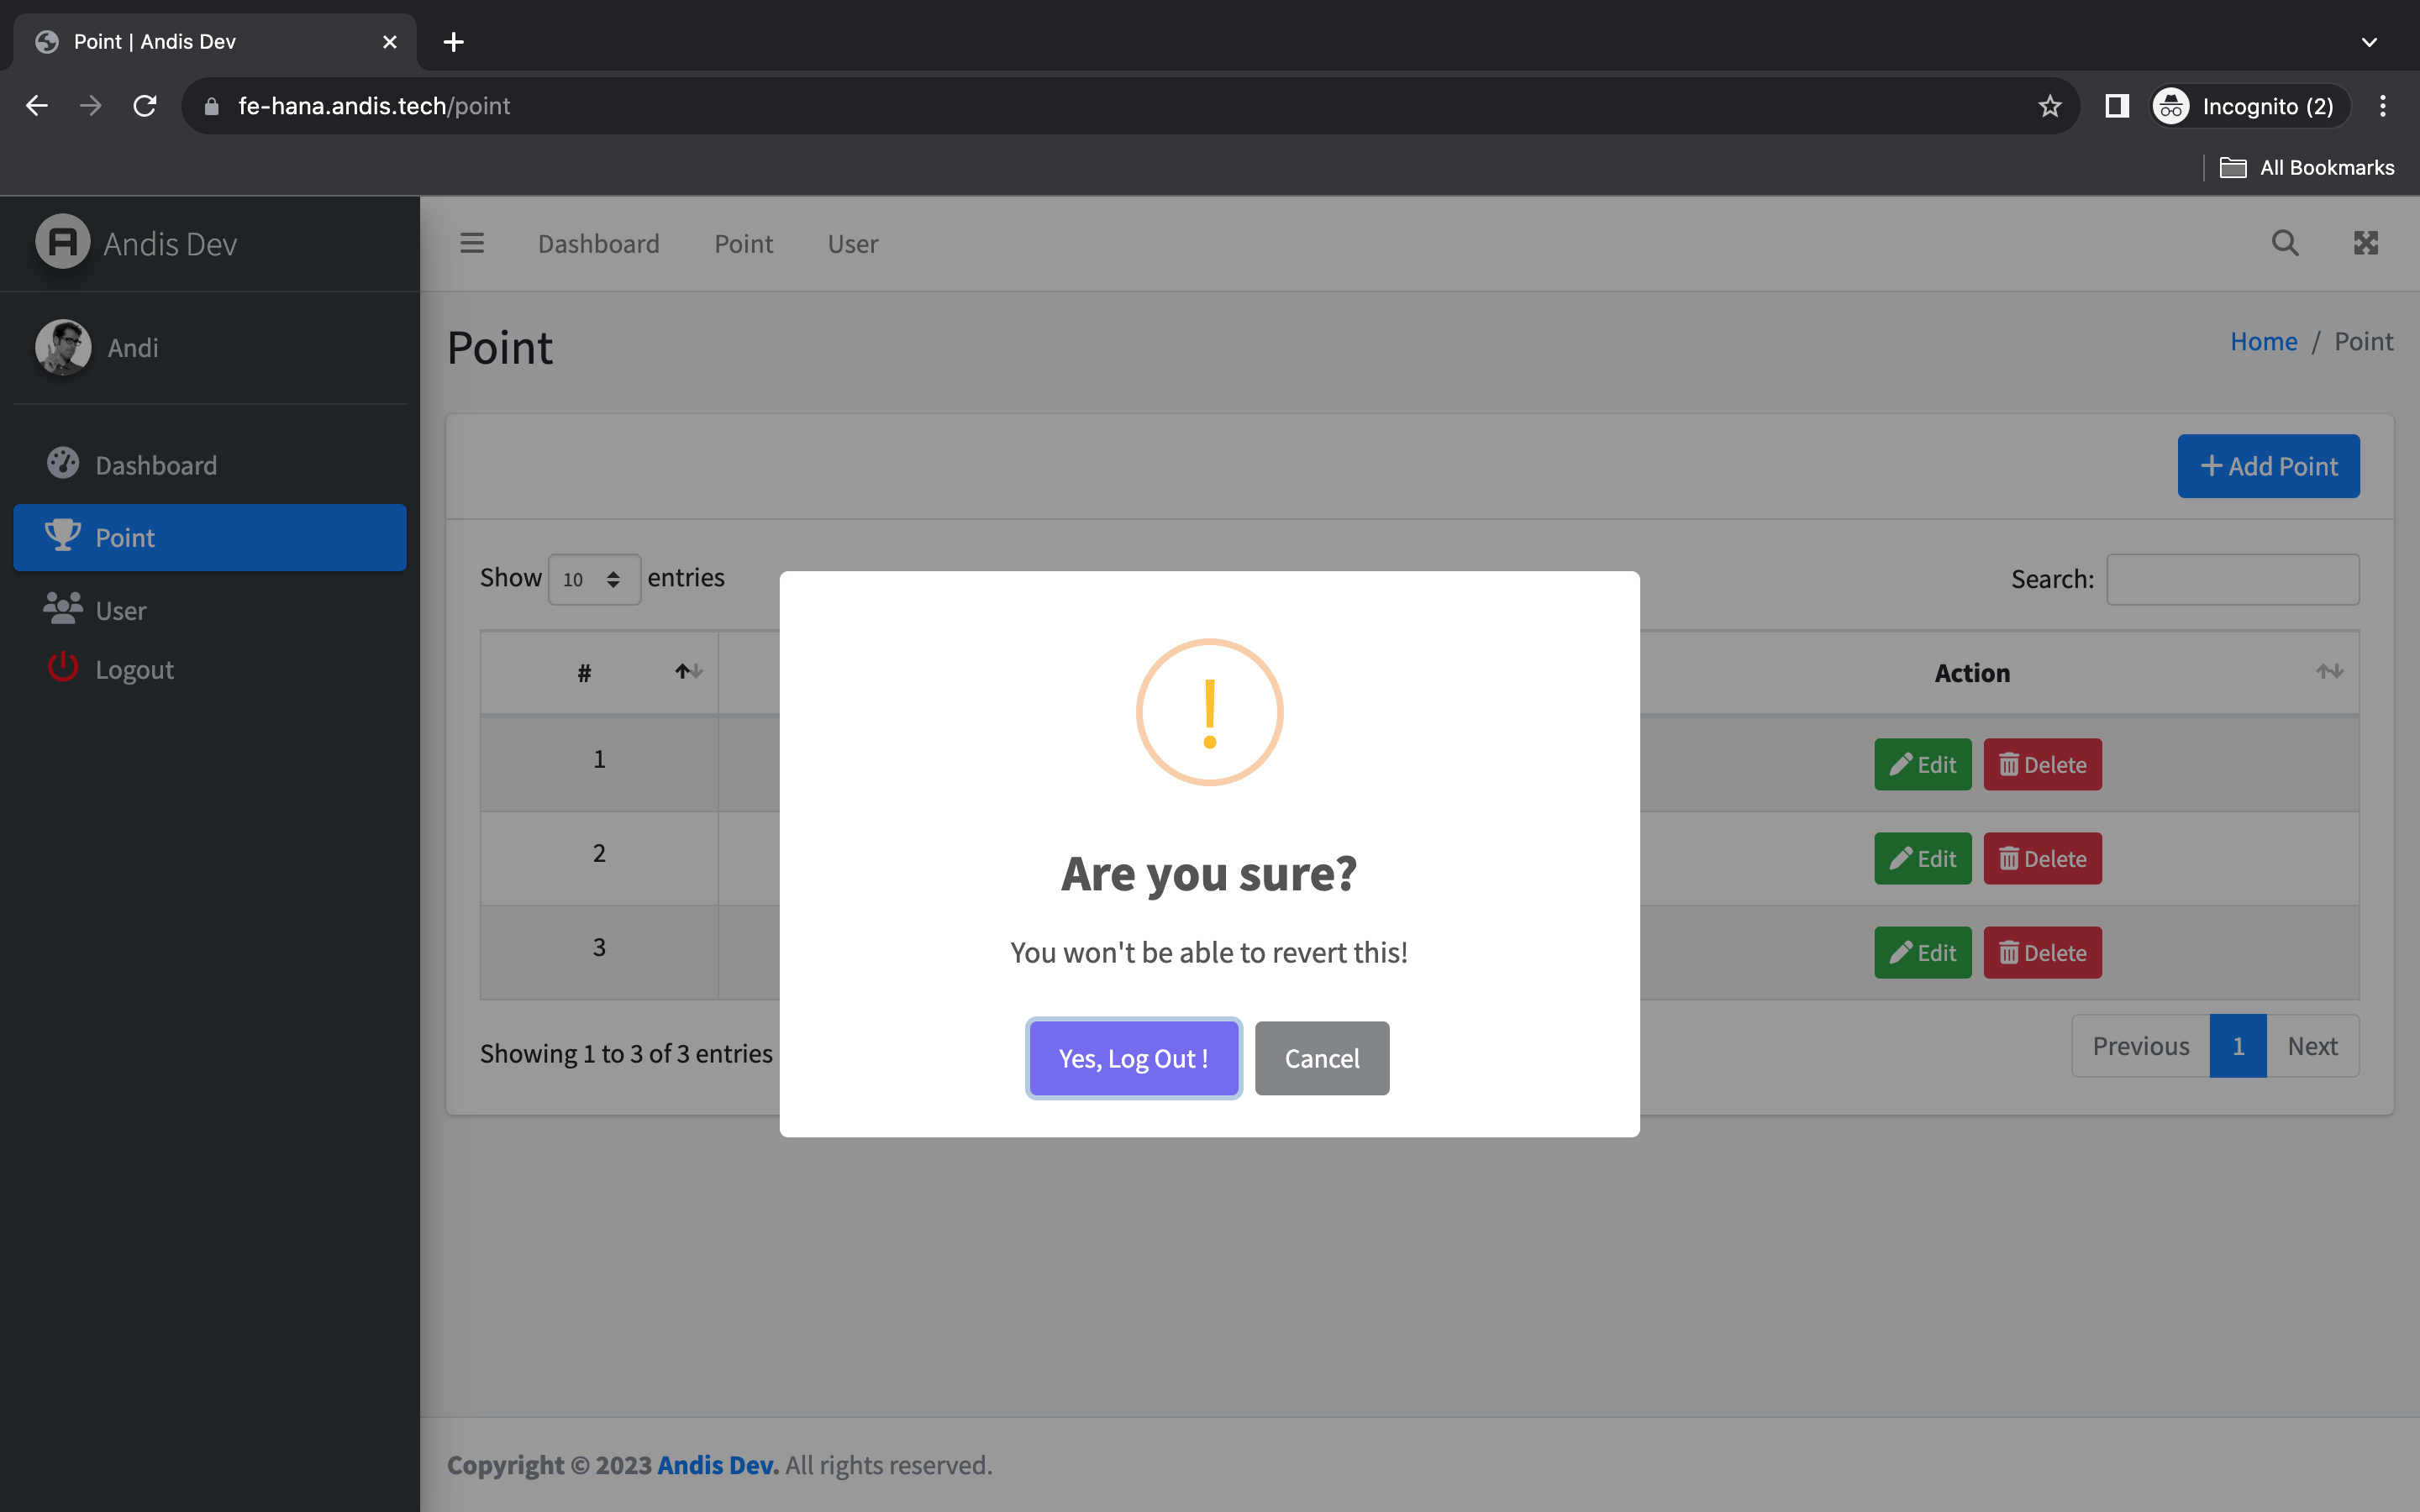 Point | Andis Dev
fe-hana.andis.tech/point
Incognito (2)
All Bookmarks
A Andis Dev
Dashboard Point User
Andi
Point
Home / Point
Dashboard
Point
User
Logout
+ Add Point
Show 10 entries
Search:
# Action
1 Edit Delete
2 Edit Delete
3 Edit Delete
Showing 1 to 3 of 3 entries
Previous 1 Next
!
Are you sure?
You won't be able to revert this!
Yes, Log Out ! Cancel
Copyright © 2023 Andis Dev. All rights reserved.